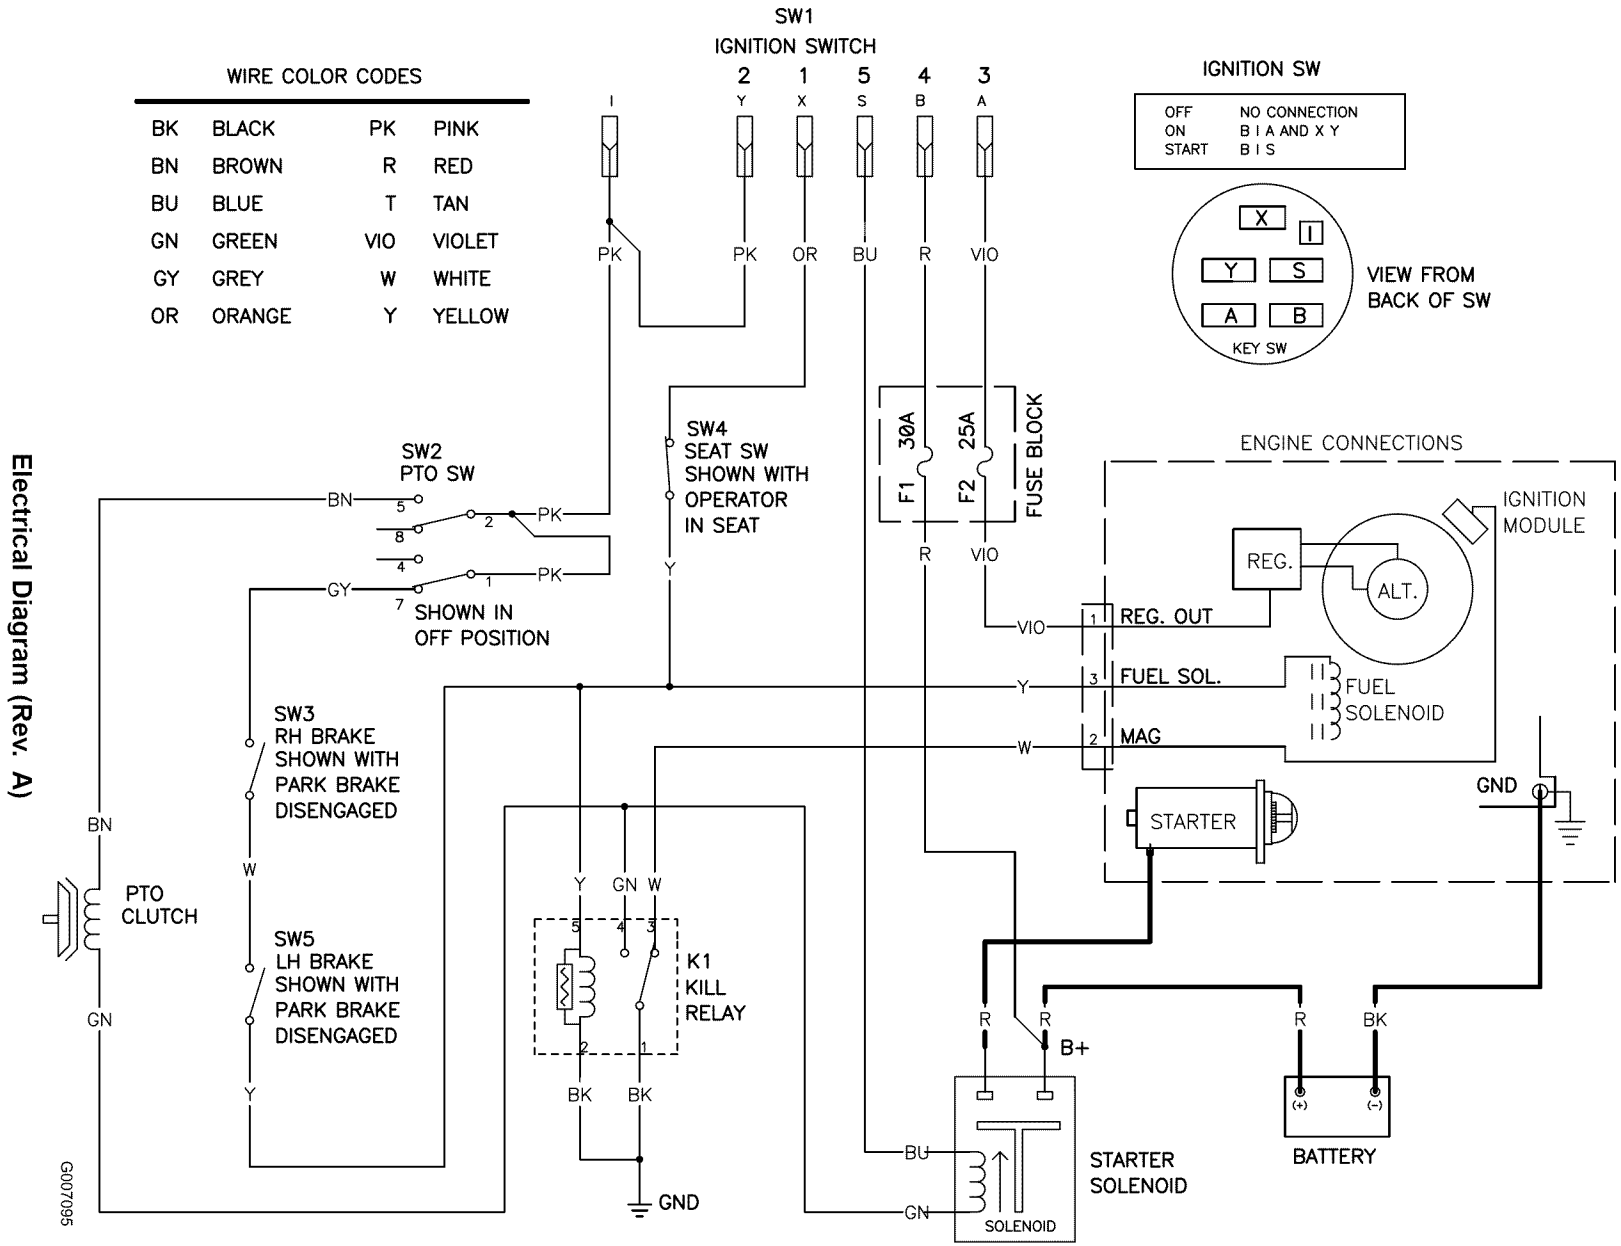 SW1
IGNITION SWITCH
2 1 5 4 3
I Y X S B A
WIRE COLOR CODES
BK BLACK PK PINK
BN BROWN R RED
BU BLUE T TAN
GN GREEN VIO VIOLET
GY GREY W WHITE
OR ORANGE Y YELLOW
IGNITION SW
OFF NO CONNECTION
ON B I A AND X Y
START B I S
X
I
Y S
A B
KEY SW
VIEW FROM
BACK OF SW
PK PK OR BU R VIO
Electrical Diagram (Rev. A)
SW2
PTO SW
BN 5
8
4
GY 7
2 PK
1 PK
SHOWN IN
OFF POSITION
SW4
SEAT SW
SHOWN WITH
OPERATOR
IN SEAT
Y
30A 25A
F1 F2
FUSE BLOCK
R VIO
ENGINE CONNECTIONS
IGNITION
MODULE
REG.
ALT.
VIO 1 REG. OUT
Y 3 FUEL SOL.
FUEL
SOLENOID
W 2 MAG
GND
STARTER
SW3
RH BRAKE
SHOWN WITH
PARK BRAKE
DISENGAGED
BN
W
PTO
CLUTCH
GN
SW5
LH BRAKE
SHOWN WITH
PARK BRAKE
DISENGAGED
Y
Y GN W
5 4 3
K1
KILL
RELAY
2 1
BK BK
GND
R R
B+
R BK
(+) (-)
BATTERY
BU
GN
SOLENOID
STARTER
SOLENOID
G007095